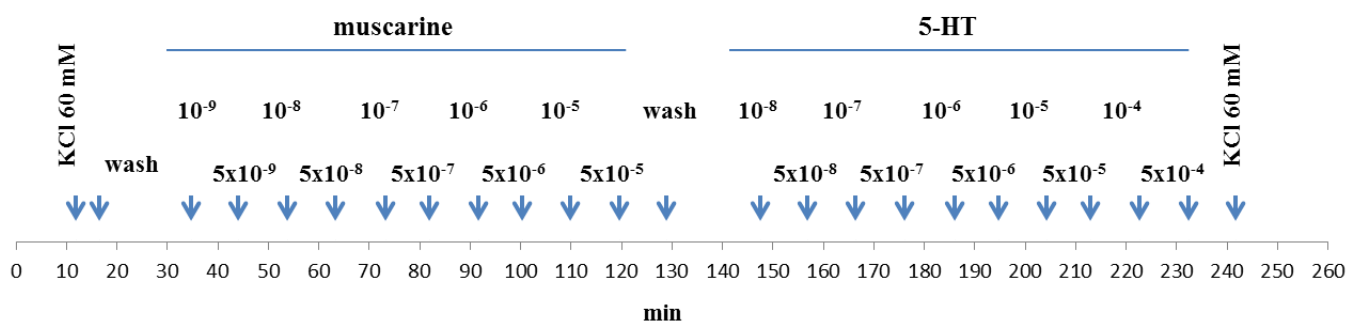 muscarine 5-HT
KCl 60 mM
KCl 60 mM
10⁻⁹ 10⁻⁸ 10⁻⁷ 10⁻⁶ 10⁻⁵ wash 10⁻⁸ 10⁻⁷ 10⁻⁶ 10⁻⁵ 10⁻⁴
wash 5x10⁻⁹ 5x10⁻⁸ 5x10⁻⁷ 5x10⁻⁶ 5x10⁻⁵ 5x10⁻⁸ 5x10⁻⁷ 5x10⁻⁶ 5x10⁻⁵ 5x10⁻⁴
0 10 20 30 40 50 60 70 80 90 100 110 120 130 140 150 160 170 180 190 200 210 220 230 240 250 260
min